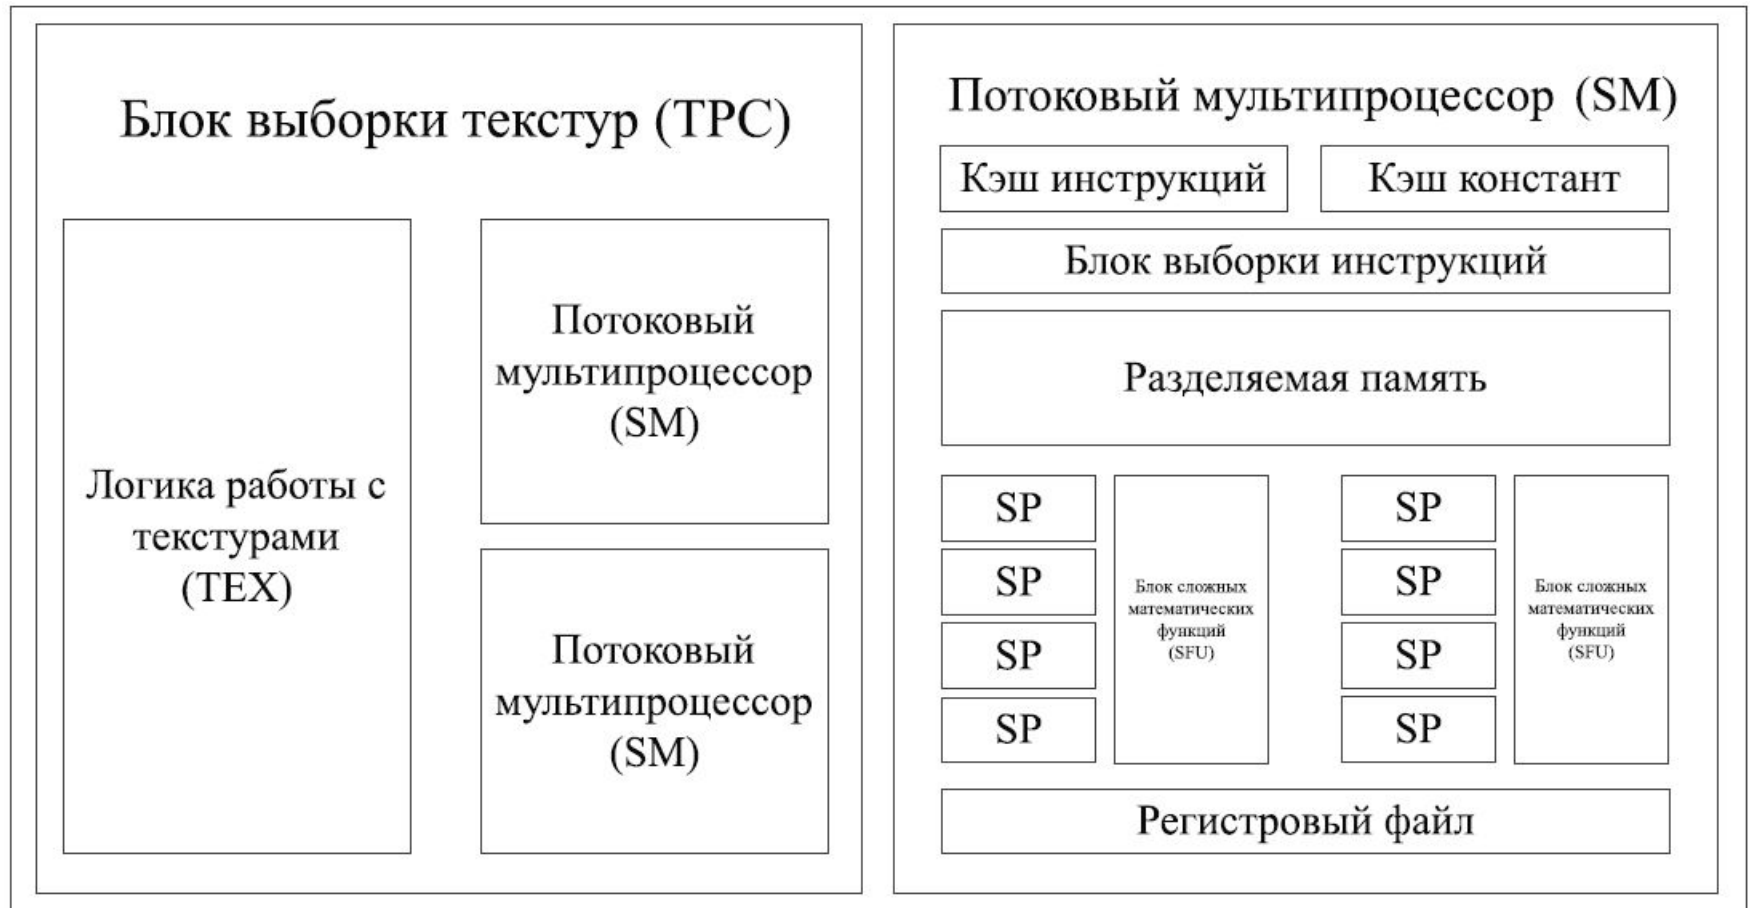 Блок выборки текстур (TPC)
Логика работы с
текстурами
(TEX)
Потоковый
мультипроцессор
(SM)
Потоковый
мультипроцессор
(SM)
Потоковый мультипроцессор (SM)
Кэш инструкций
Кэш констант
Блок выборки инструкций
Разделяемая память
SP
SP
SP
SP
Блок сложных
математических
функций
(SFU)
SP
SP
SP
SP
Блок сложных
математических
функций
(SFU)
Регистровый файл